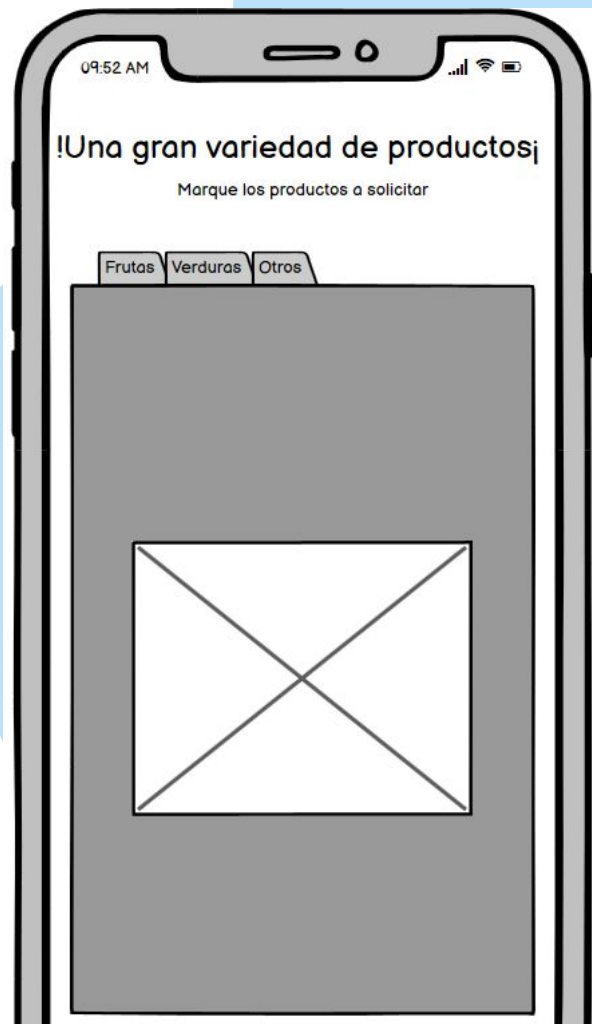 09:52 AM
!Una gran variedad de productos¡
Marque los productos a solicitar
Frutas Verduras Otros